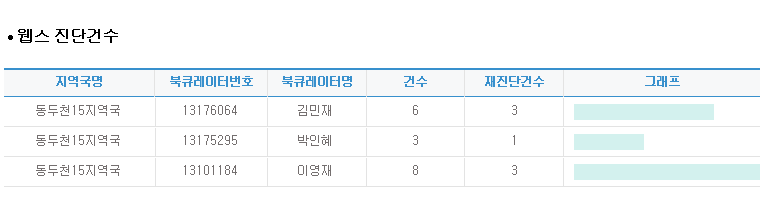 • 웹스 진단건수
지역국명 북큐레이터번호 북큐레이터명 건수 재진단건수 그래프
동두천15지역국 13176064 김민재 6 3
동두천15지역국 13175295 박인혜 3 1
동두천15지역국 13101184 이영재 8 3